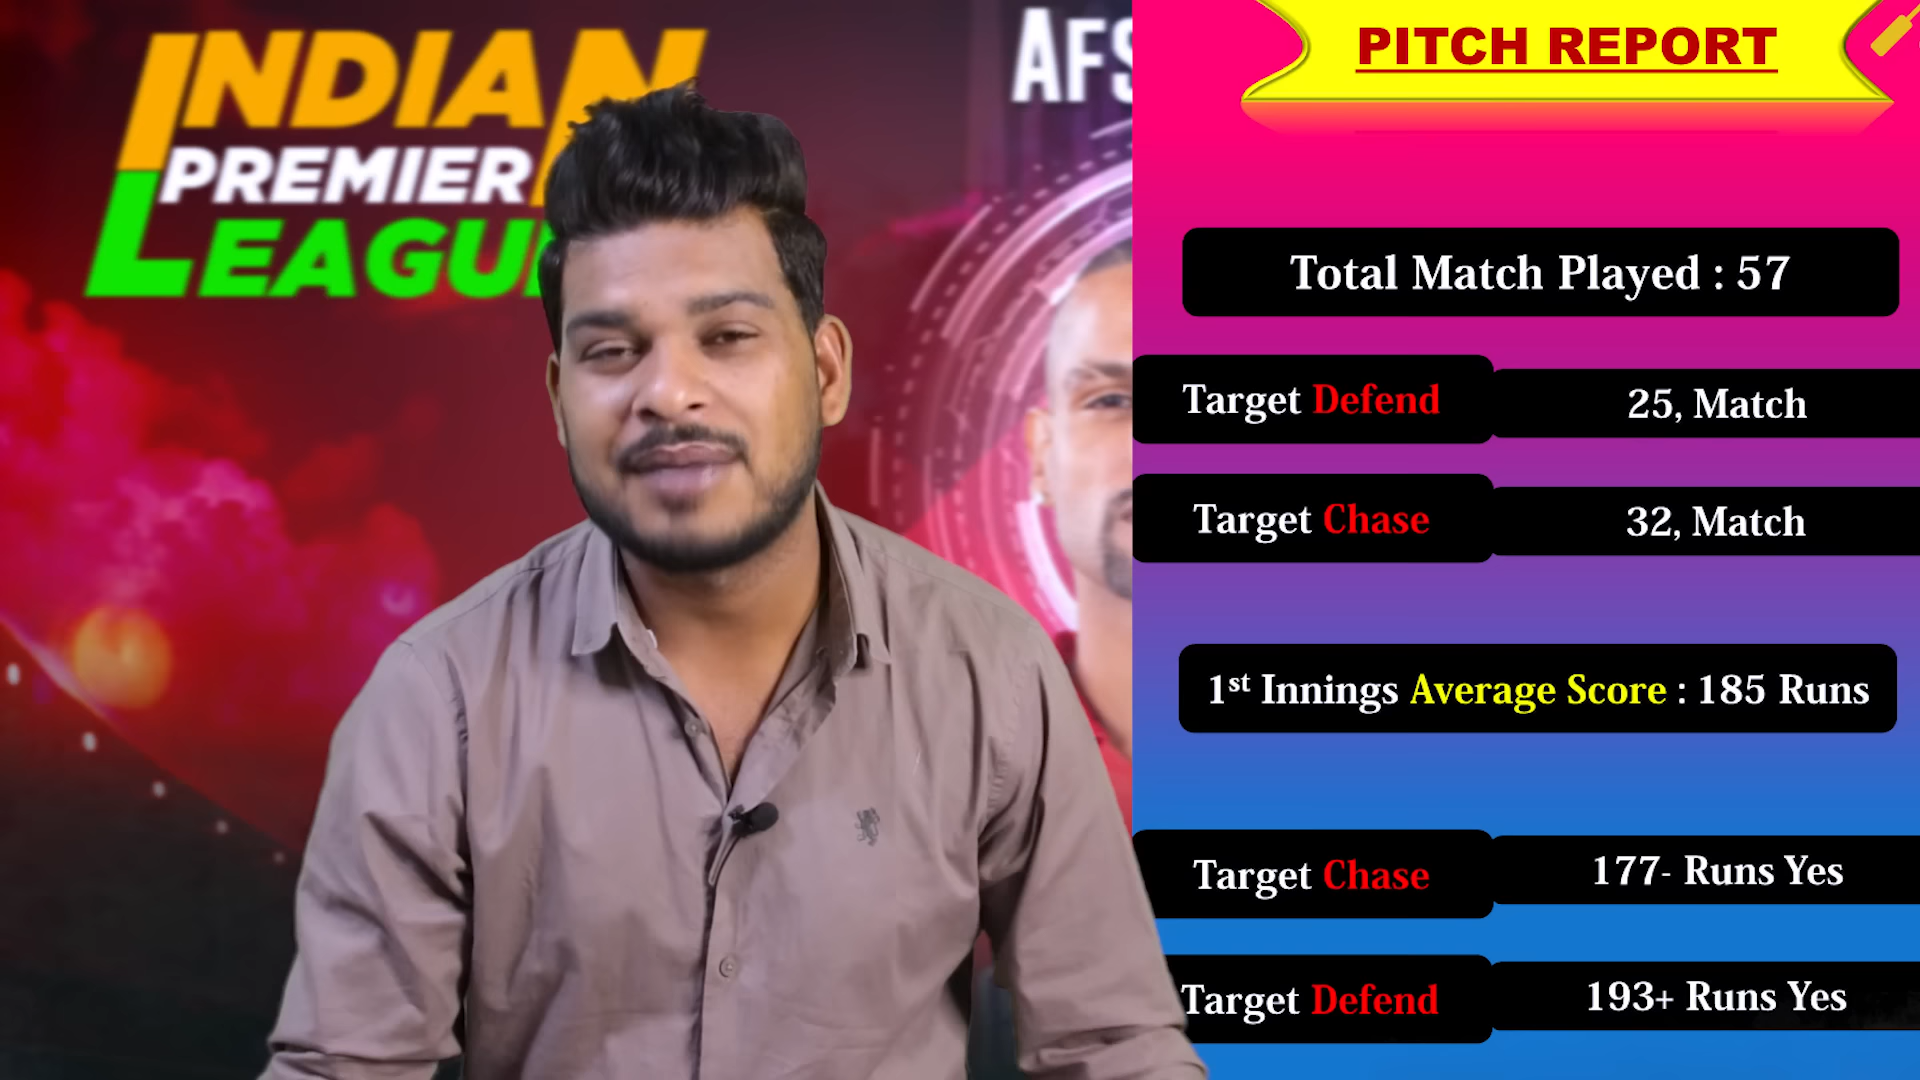 INDIAN
PREMIER
LEAGU
AFS
PITCH REPORT
Total Match Played : 57
Target Defend
25, Match
Target Chase
32, Match
1st Innings Average Score : 185 Runs
Target Chase
177- Runs Yes
Target Defend
193+ Runs Yes